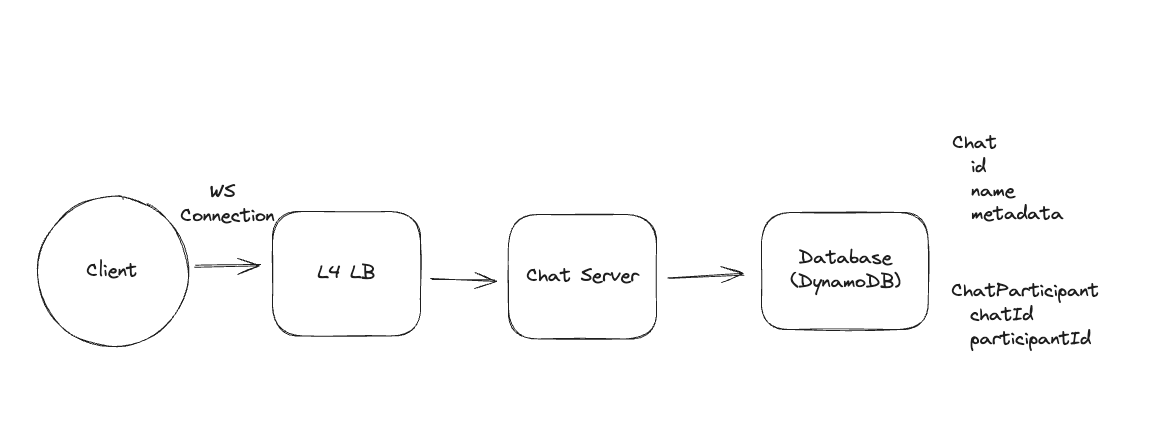 WS
Connection
Client
L4 LB
Chat Server
Database
(DynamoDB)
Chat
id
name
metadata
ChatParticipant
chatId
participantId